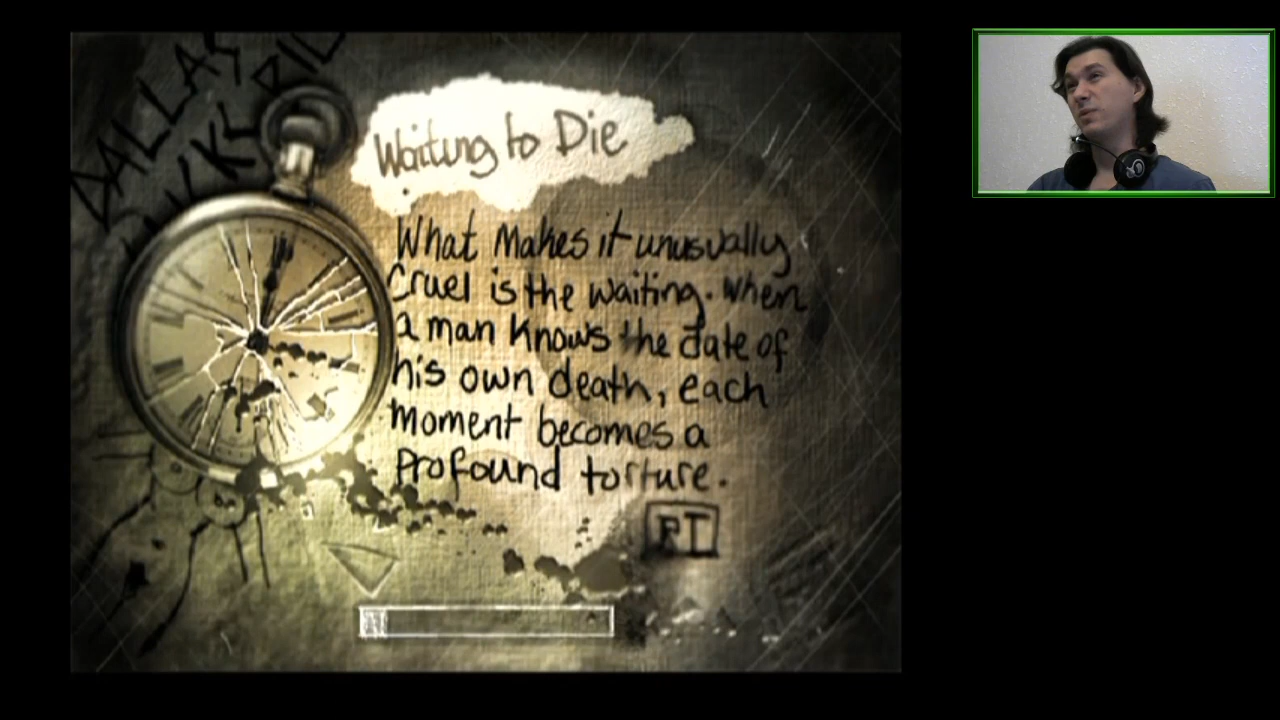 DALLAS
Waiting to Die
What Makes it unusually
cruel is the waiting. When
a man knows the date of
his own death, each
moment becomes a
profound torture.